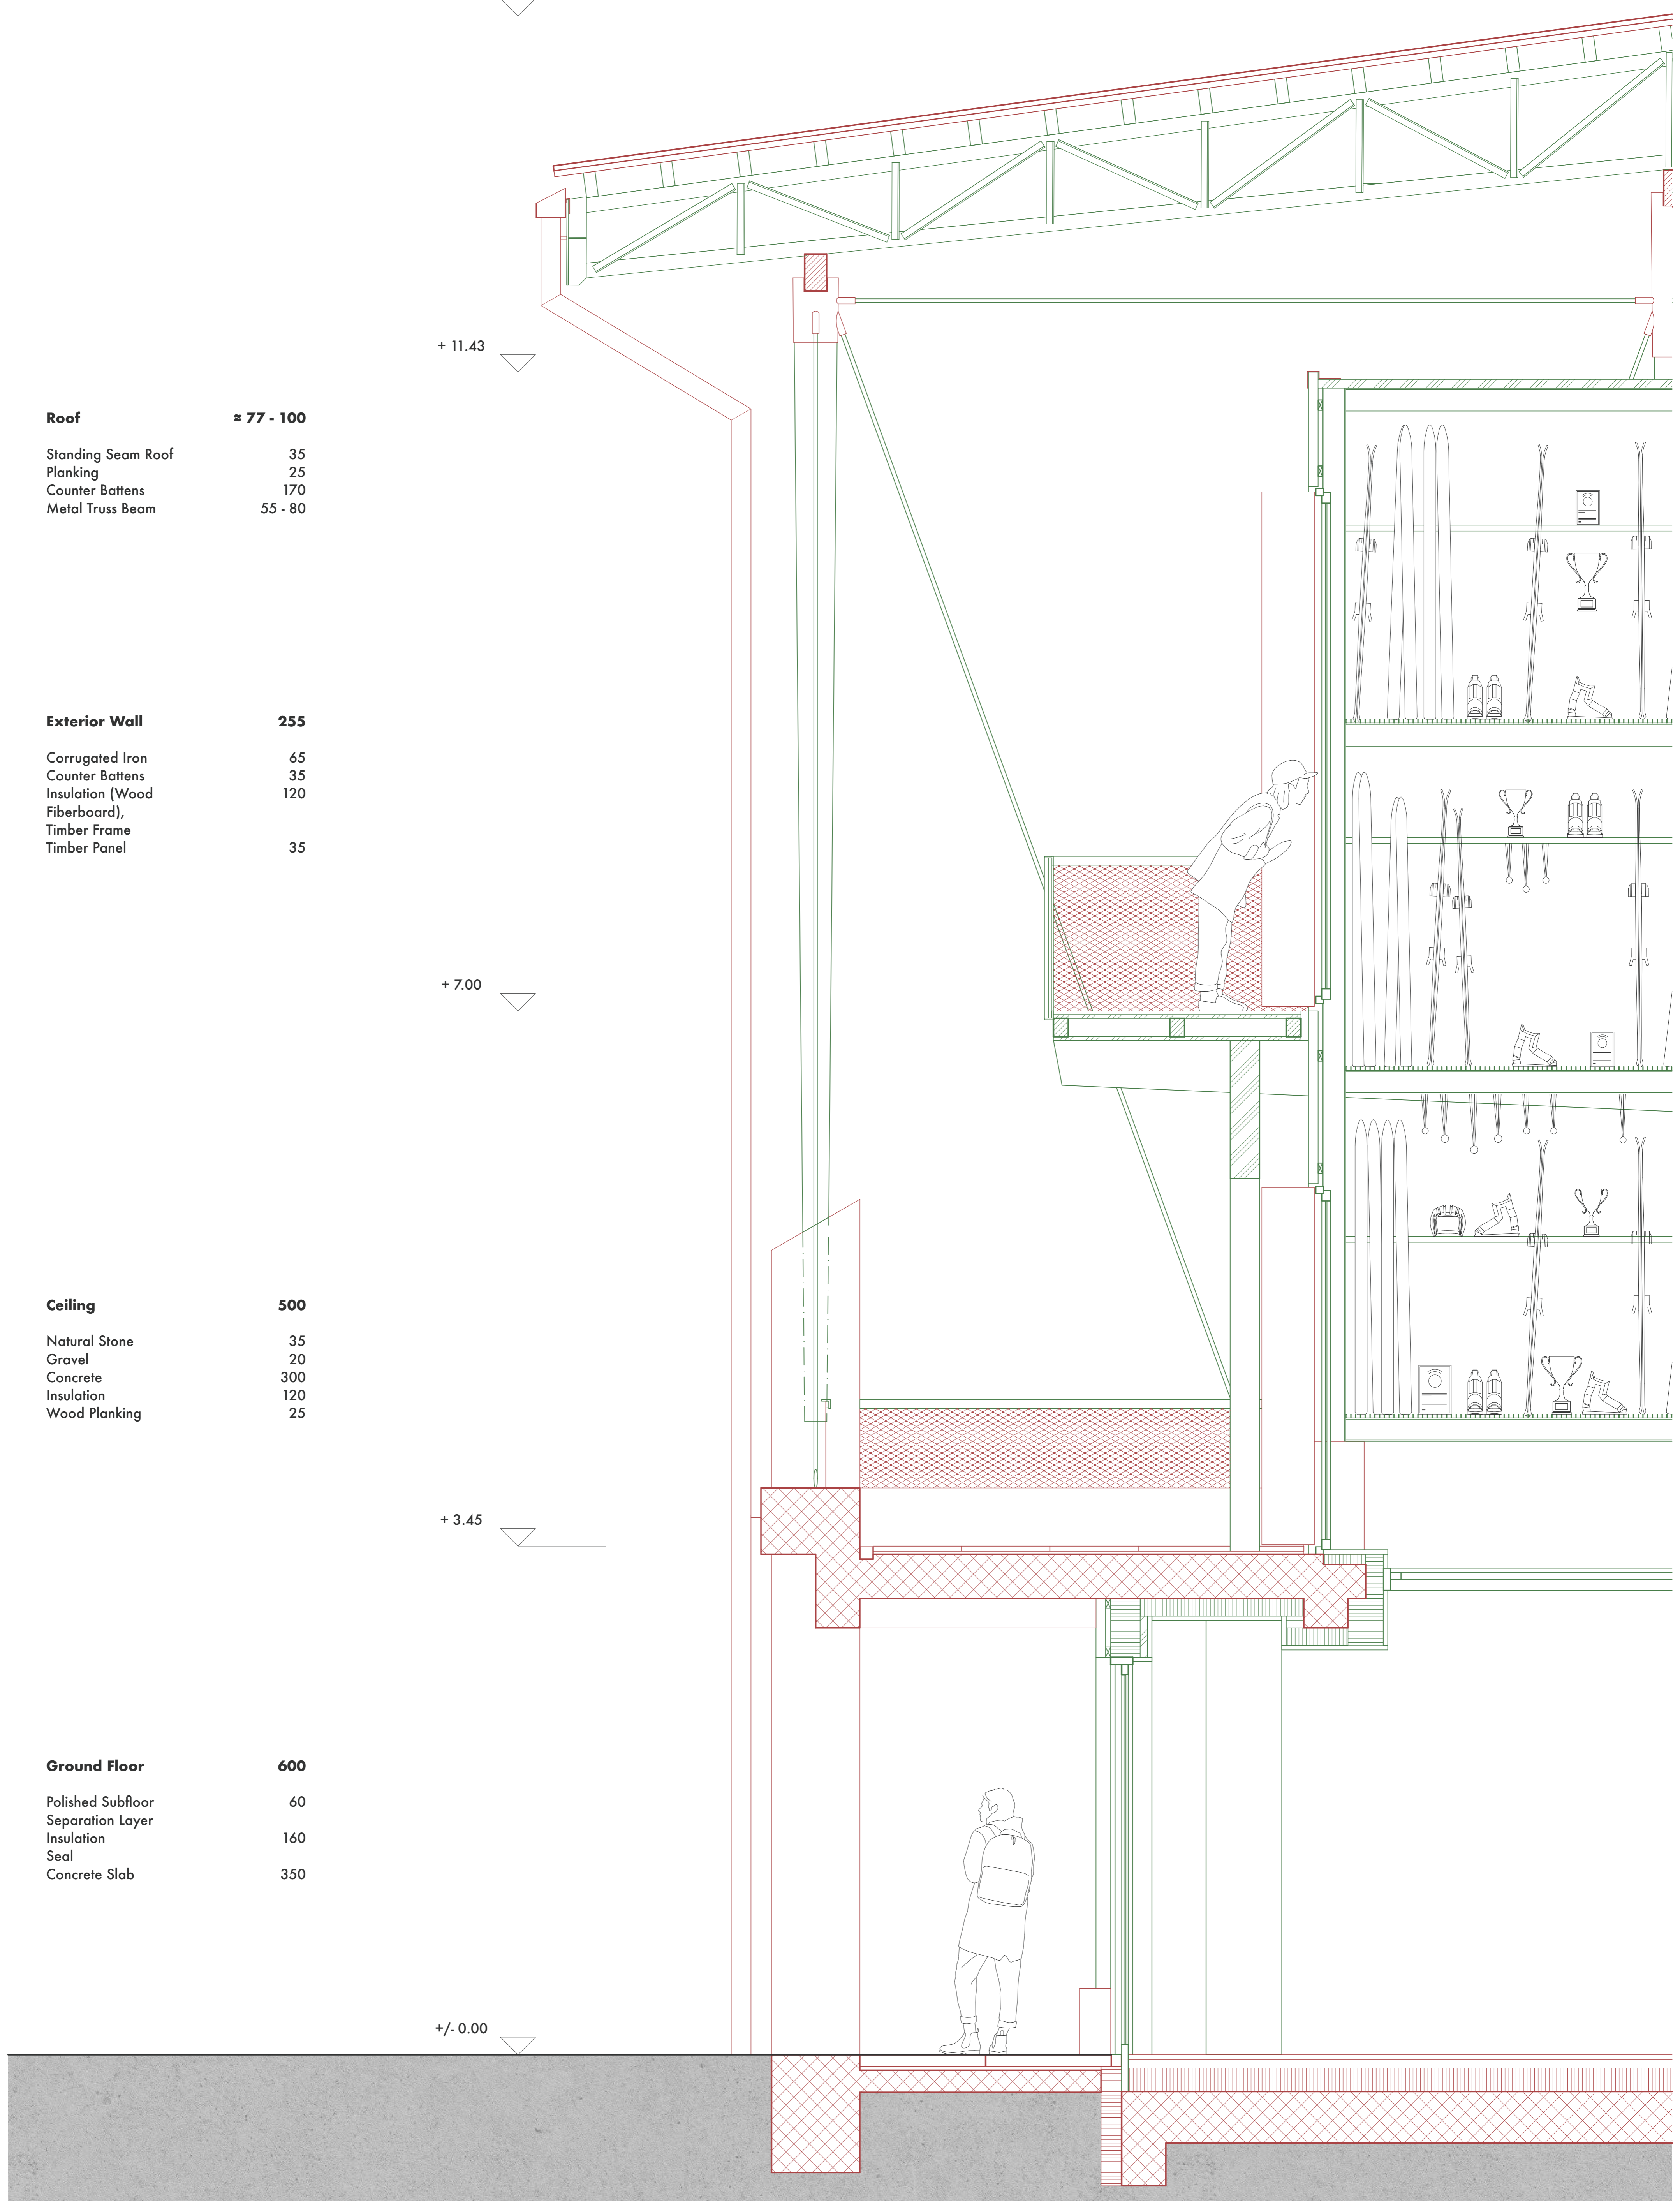 + 11.43
Roof ≈ 77 - 100
Standing Seam Roof 35
Planking 25
Counter Battens 170
Metal Truss Beam 55 - 80
Exterior Wall 255
Corrugated Iron 65
Counter Battens 35
Insulation (Wood 120
Fiberboard),
Timber Frame
Timber Panel 35
+ 7.00
Ceiling 500
Natural Stone 35
Gravel 20
Concrete 300
Insulation 120
Wood Planking 25
+ 3.45
Ground Floor 600
Polished Subfloor 60
Separation Layer
Insulation 160
Seal
Concrete Slab 350
+/- 0.00